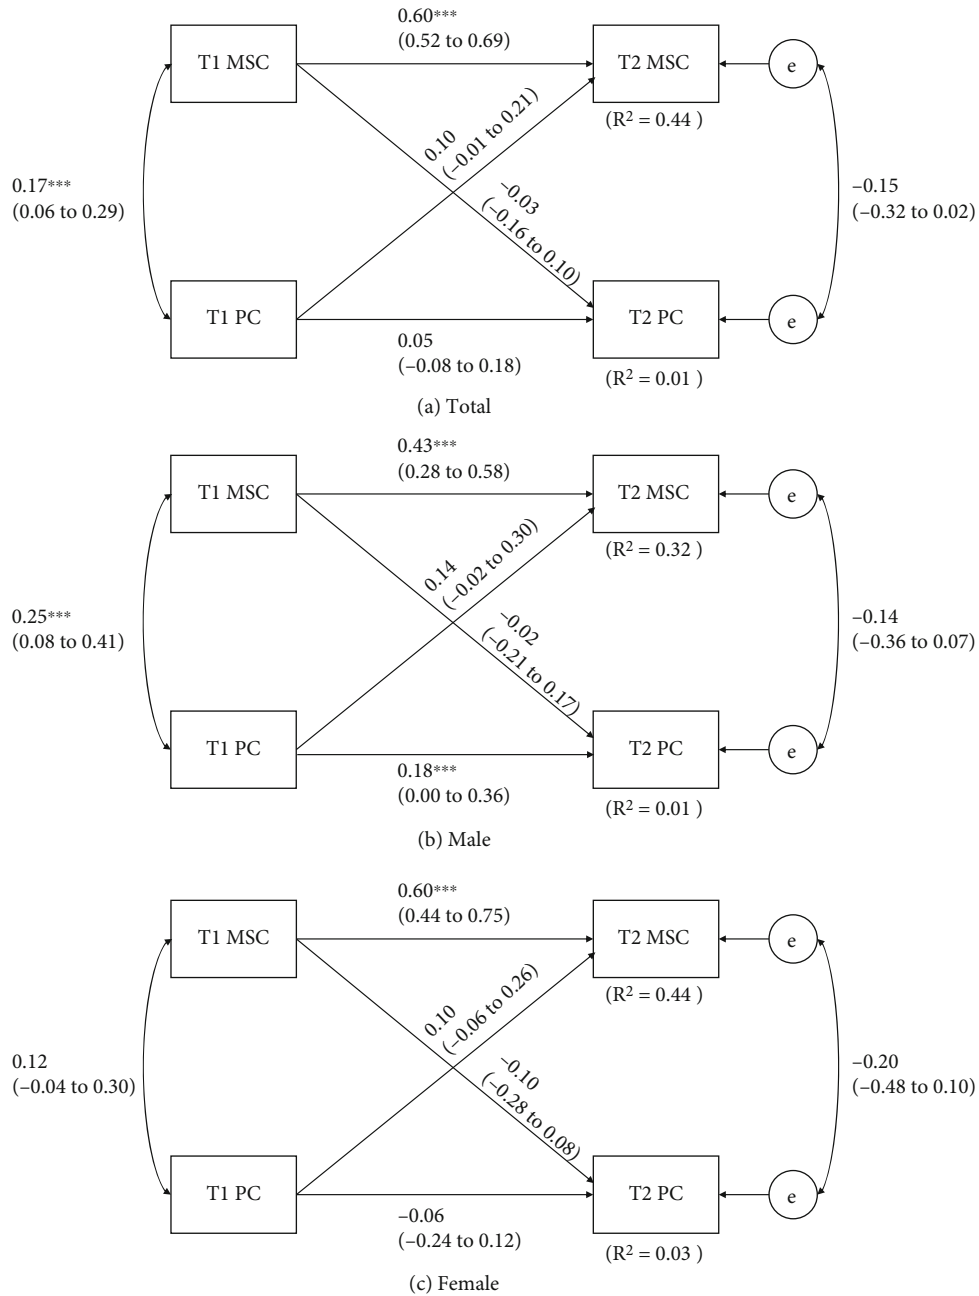 0.60***
(0.52 to 0.69)
T1 MSC
T2 MSC
e
(R² = 0.44 )
0.10
(–0.01 to 0.21)
0.17***
(0.06 to 0.29)
–0.03
(–0.16 to 0.10)
–0.15
(–0.32 to 0.02)
T1 PC
T2 PC
e
0.05
(–0.08 to 0.18)
(R² = 0.01 )
(a) Total
0.43***
(0.28 to 0.58)
T1 MSC
T2 MSC
e
(R² = 0.32 )
0.14
(–0.02 to 0.30)
0.25***
(0.08 to 0.41)
–0.02
(–0.21 to 0.17)
–0.14
(–0.36 to 0.07)
T1 PC
T2 PC
e
0.18***
(0.00 to 0.36)
(R² = 0.01 )
(b) Male
0.60***
(0.44 to 0.75)
T1 MSC
T2 MSC
e
(R² = 0.44 )
0.10
(–0.06 to 0.26)
0.12
(–0.04 to 0.30)
–0.10
(–0.28 to 0.08)
–0.20
(–0.48 to 0.10)
T1 PC
T2 PC
e
–0.06
(–0.24 to 0.12)
(R² = 0.03 )
(c) Female